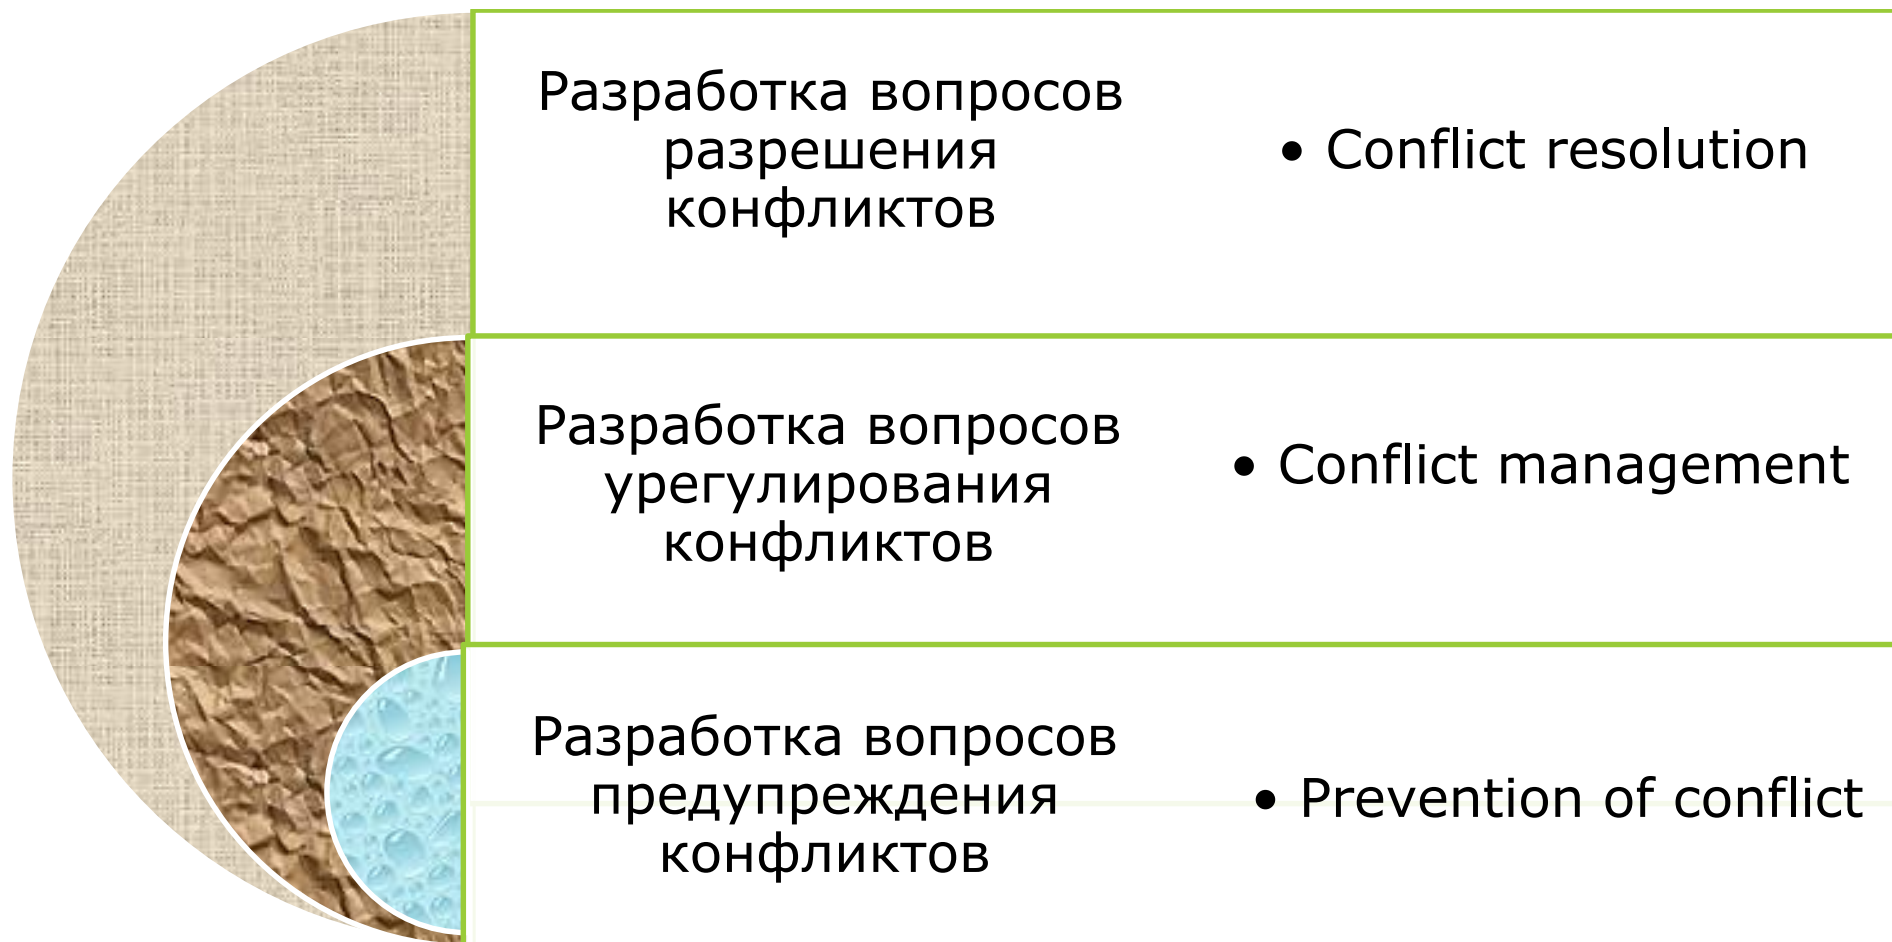 Разработка вопросов
разрешения
конфликтов
• Conflict resolution
Разработка вопросов
урегулирования
конфликтов
• Conflict management
Разработка вопросов
предупреждения
конфликтов
• Prevention of conflict